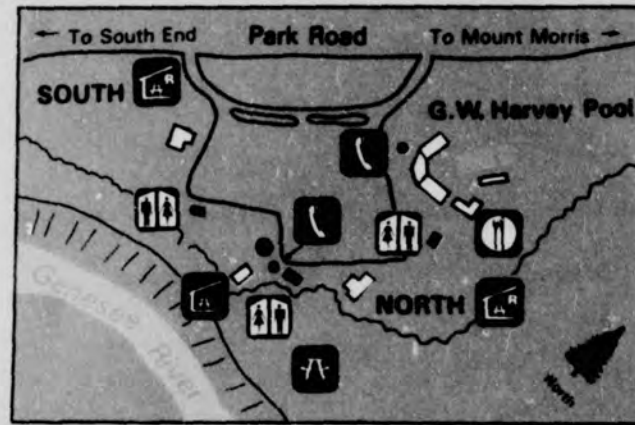 ← To South End
Park Road
To Mount Morris →
SOUTH
R
G.W. Harvey Pool
NORTH
R
Genesee River
North